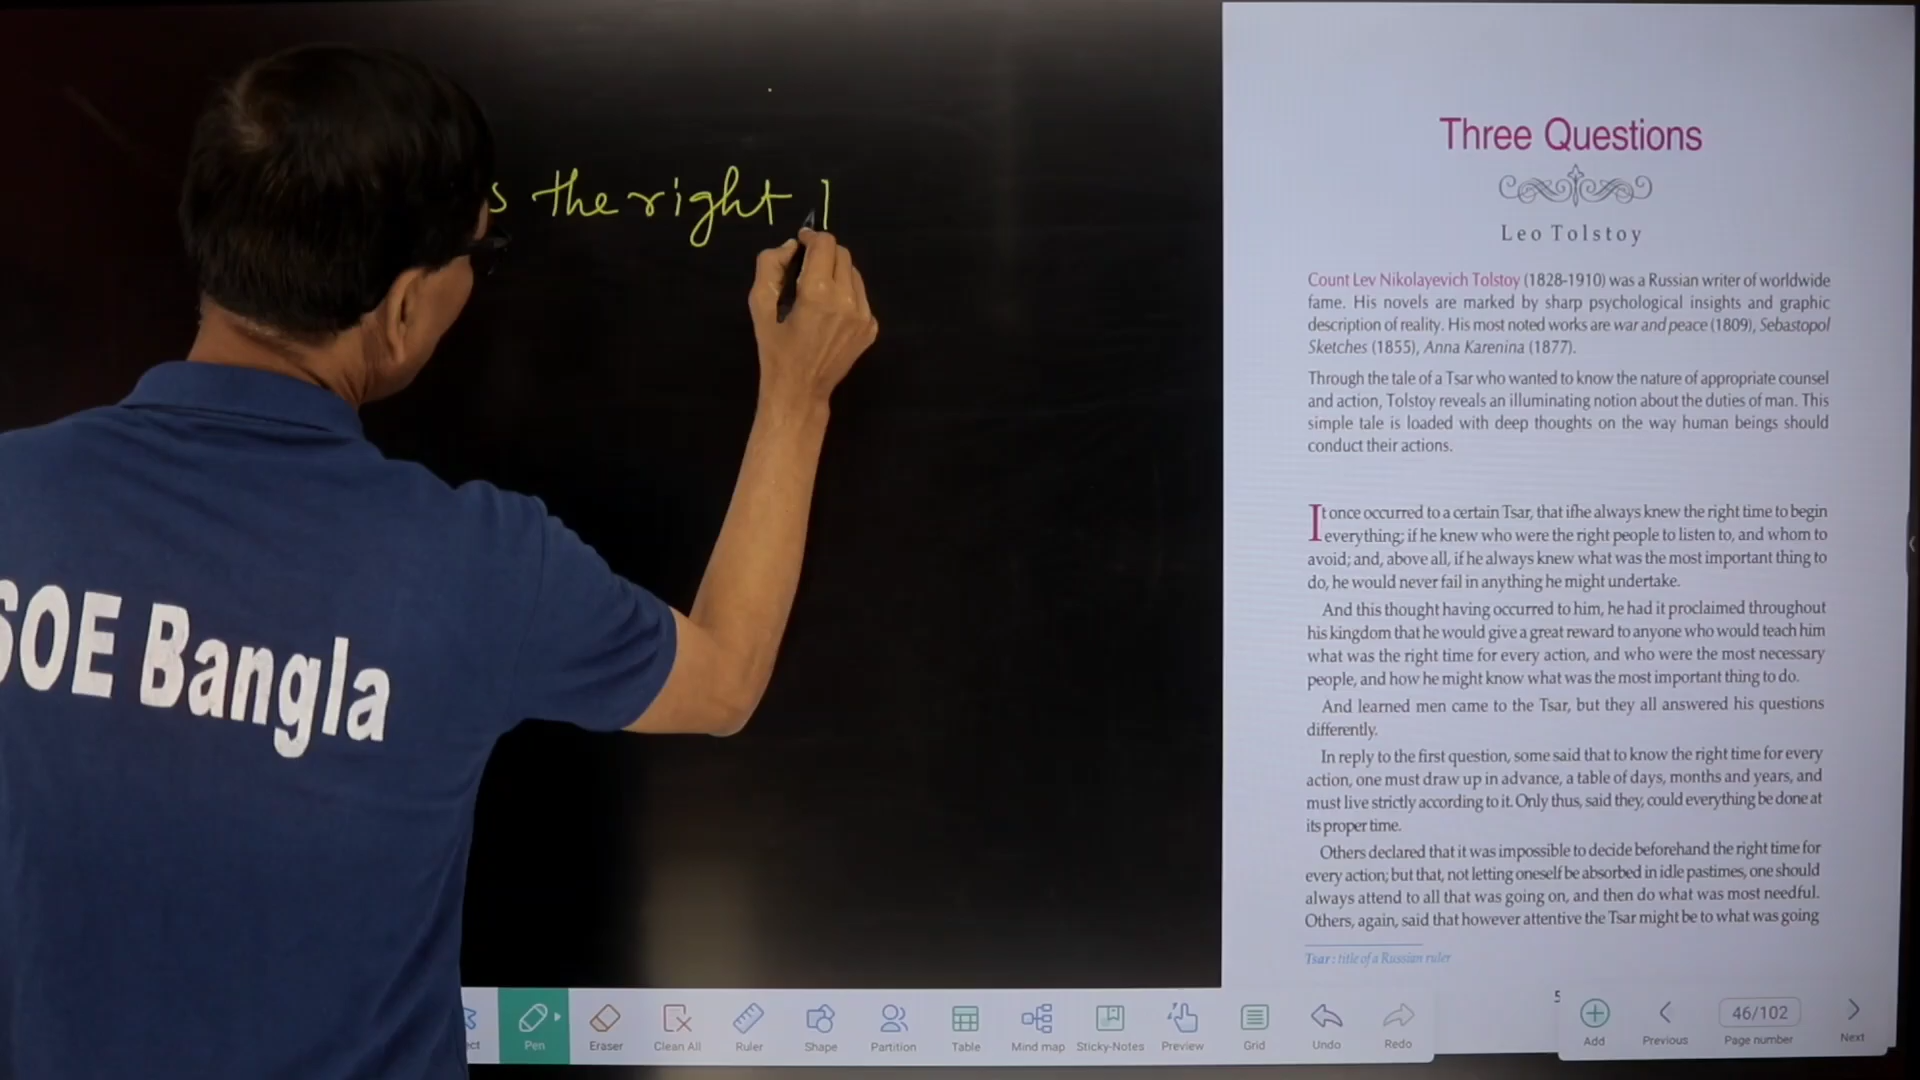 s the right
SOE Bangla
Three Questions
Leo Tolstoy
Count Lev Nikolayevich Tolstoy (1828-1910) was a Russian writer of worldwide
fame. His novels are marked by sharp psychological insights and graphic
description of reality. His most noted works are war and peace (1809), Sebastopol
Sketches (1855), Anna Karenina (1877).
Through the tale of a Tsar who wanted to know the nature of appropriate counsel
and action, Tolstoy reveals an illuminating notion about the duties of man. This
simple tale is loaded with deep thoughts on the way human beings should
conduct their actions.
It once occurred to a certain Tsar, that ifhe always knew the right time to begin
everything; if he knew who were the right people to listen to, and whom to
avoid; and, above all, if he always knew what was the most important thing to
do, he would never fail in anything he might undertake.
And this thought having occurred to him, he had it proclaimed throughout
his kingdom that he would give a great reward to anyone who would teach him
what was the right time for every action, and who were the most necessary
people, and how he might know what was the most important thing to do.
And learned men came to the Tsar, but they all answered his questions
differently.
In reply to the first question, some said that to know the right time for every
action, one must draw up in advance, a table of days, months and years, and
must live strictly according to it. Only thus, said they, could everything be done at
its proper time.
Others declared that it was impossible to decide beforehand the right time for
every action; but that, not letting oneself be absorbed in idle pastimes, one should
always attend to all that was going on, and then do what was most needful.
Others, again, said that however attentive the Tsar might be to what was going
Tsar : title of a Russian ruler
5
ect Pen Eraser Clean All Ruler Shape Partition Table Mind map Sticky-Notes Preview Grid Undo Redo
Add Previous 46/102 Page number Next